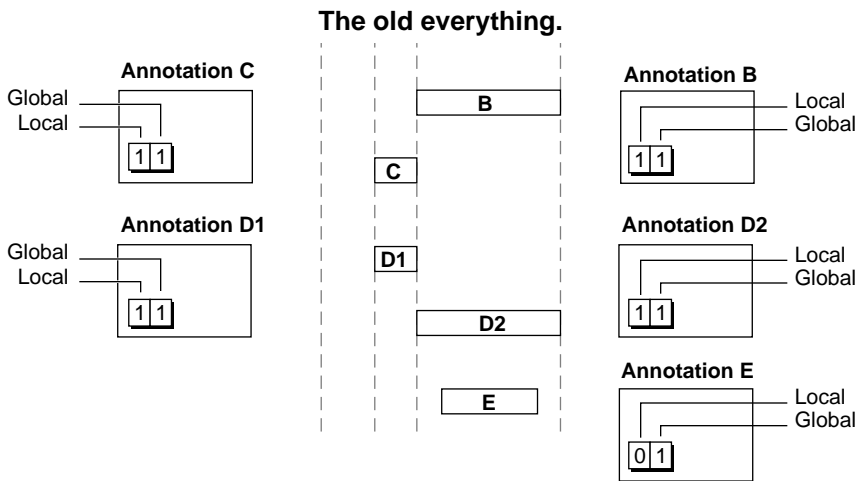 The old everything.
Annotation C
Global
Local
1 1
B
Annotation B
Local
Global
1 1
C
Annotation D1
Global
Local
1 1
D1
Annotation D2
Local
Global
1 1
D2
Annotation E
Local
Global
0 1
E